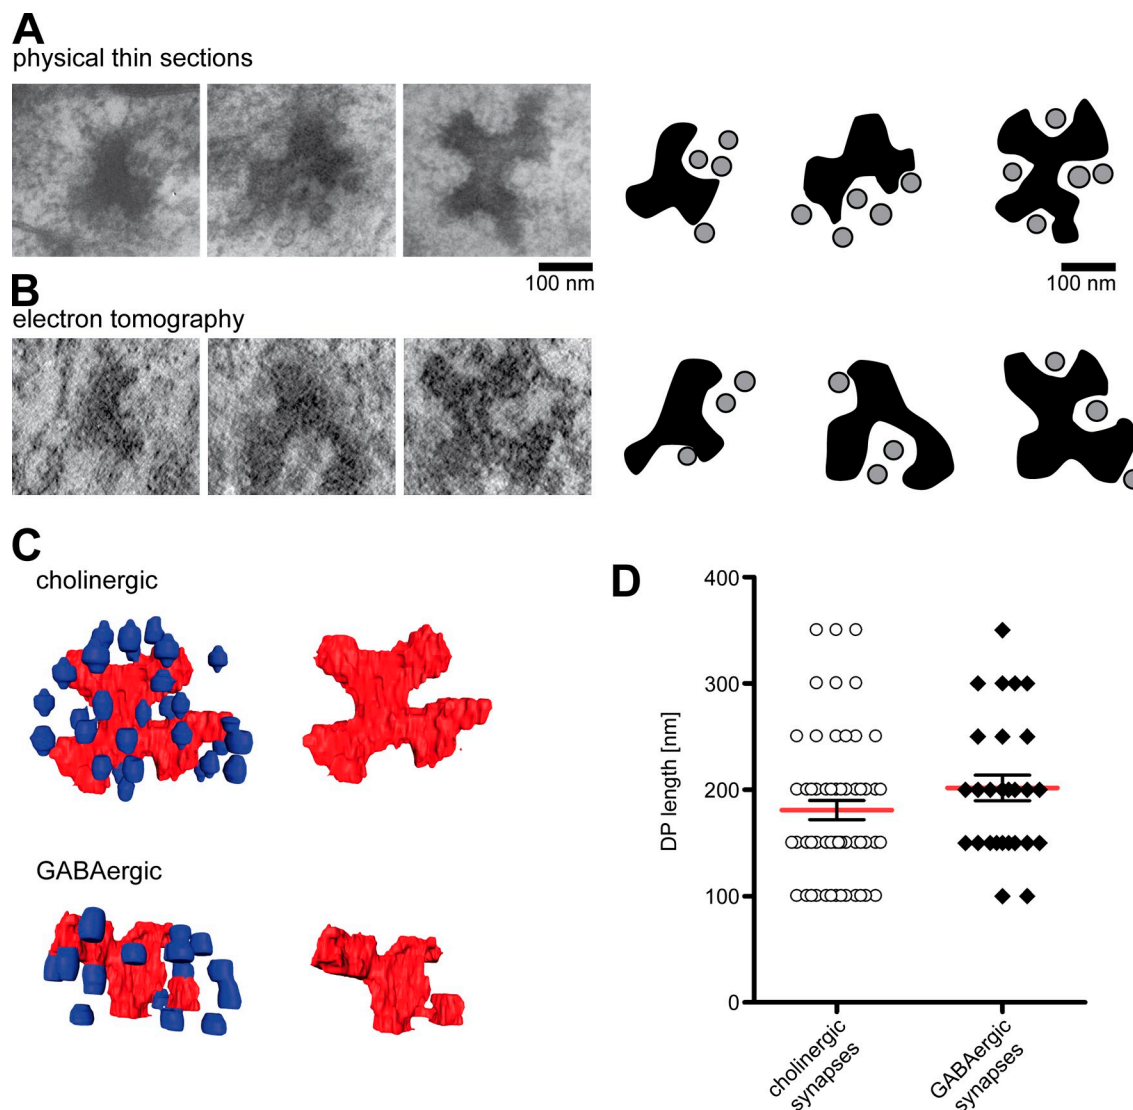 A
physical thin sections
100 nm
100 nm
B
electron tomography
C
cholinergic
GABAergic
D
400
300
200
100
0
DP length [nm]
cholinergic
synapses
GABAergic
synapses